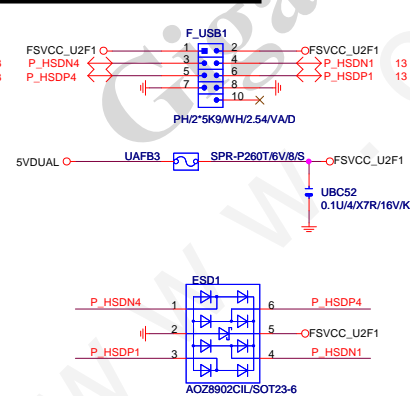 F_USB1
FSVCC_U2F1 1 2 FSVCC_U2F1
P_HSDN4 3 4 P_HSDN1 13
P_HSDP4 5 6 P_HSDP1 13
7 8
10
PH/2*5K9/WH/2.54/VA/D
5VDUAL UAFB3 SPR-P260T/6V/8/S FSVCC_U2F1
UBC52
0.1U/4/X7R/16V/K
ESD1
P_HSDN4 1 6 P_HSDP4
2 5 FSVCC_U2F1
P_HSDP1 3 4 P_HSDN1
AOZ8902CIL/SOT23-6
Giga
W W